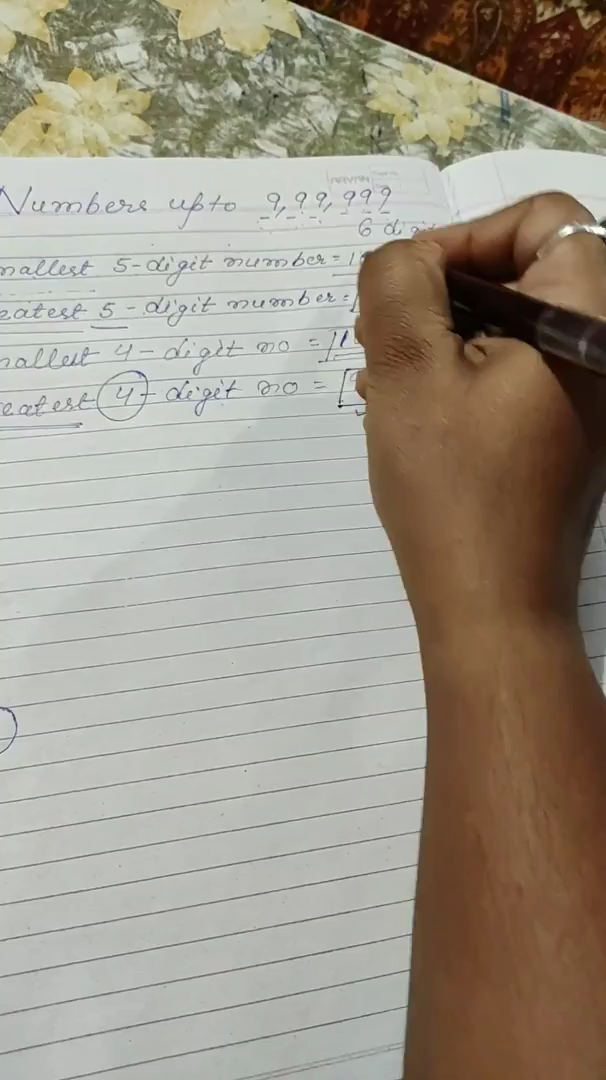 Numbers upto 9,99,999
6 digit
mallest 5-digit number = 1
eatest 5-digit number =
mallest 4-digit no = 1
eatest 4-digit no =